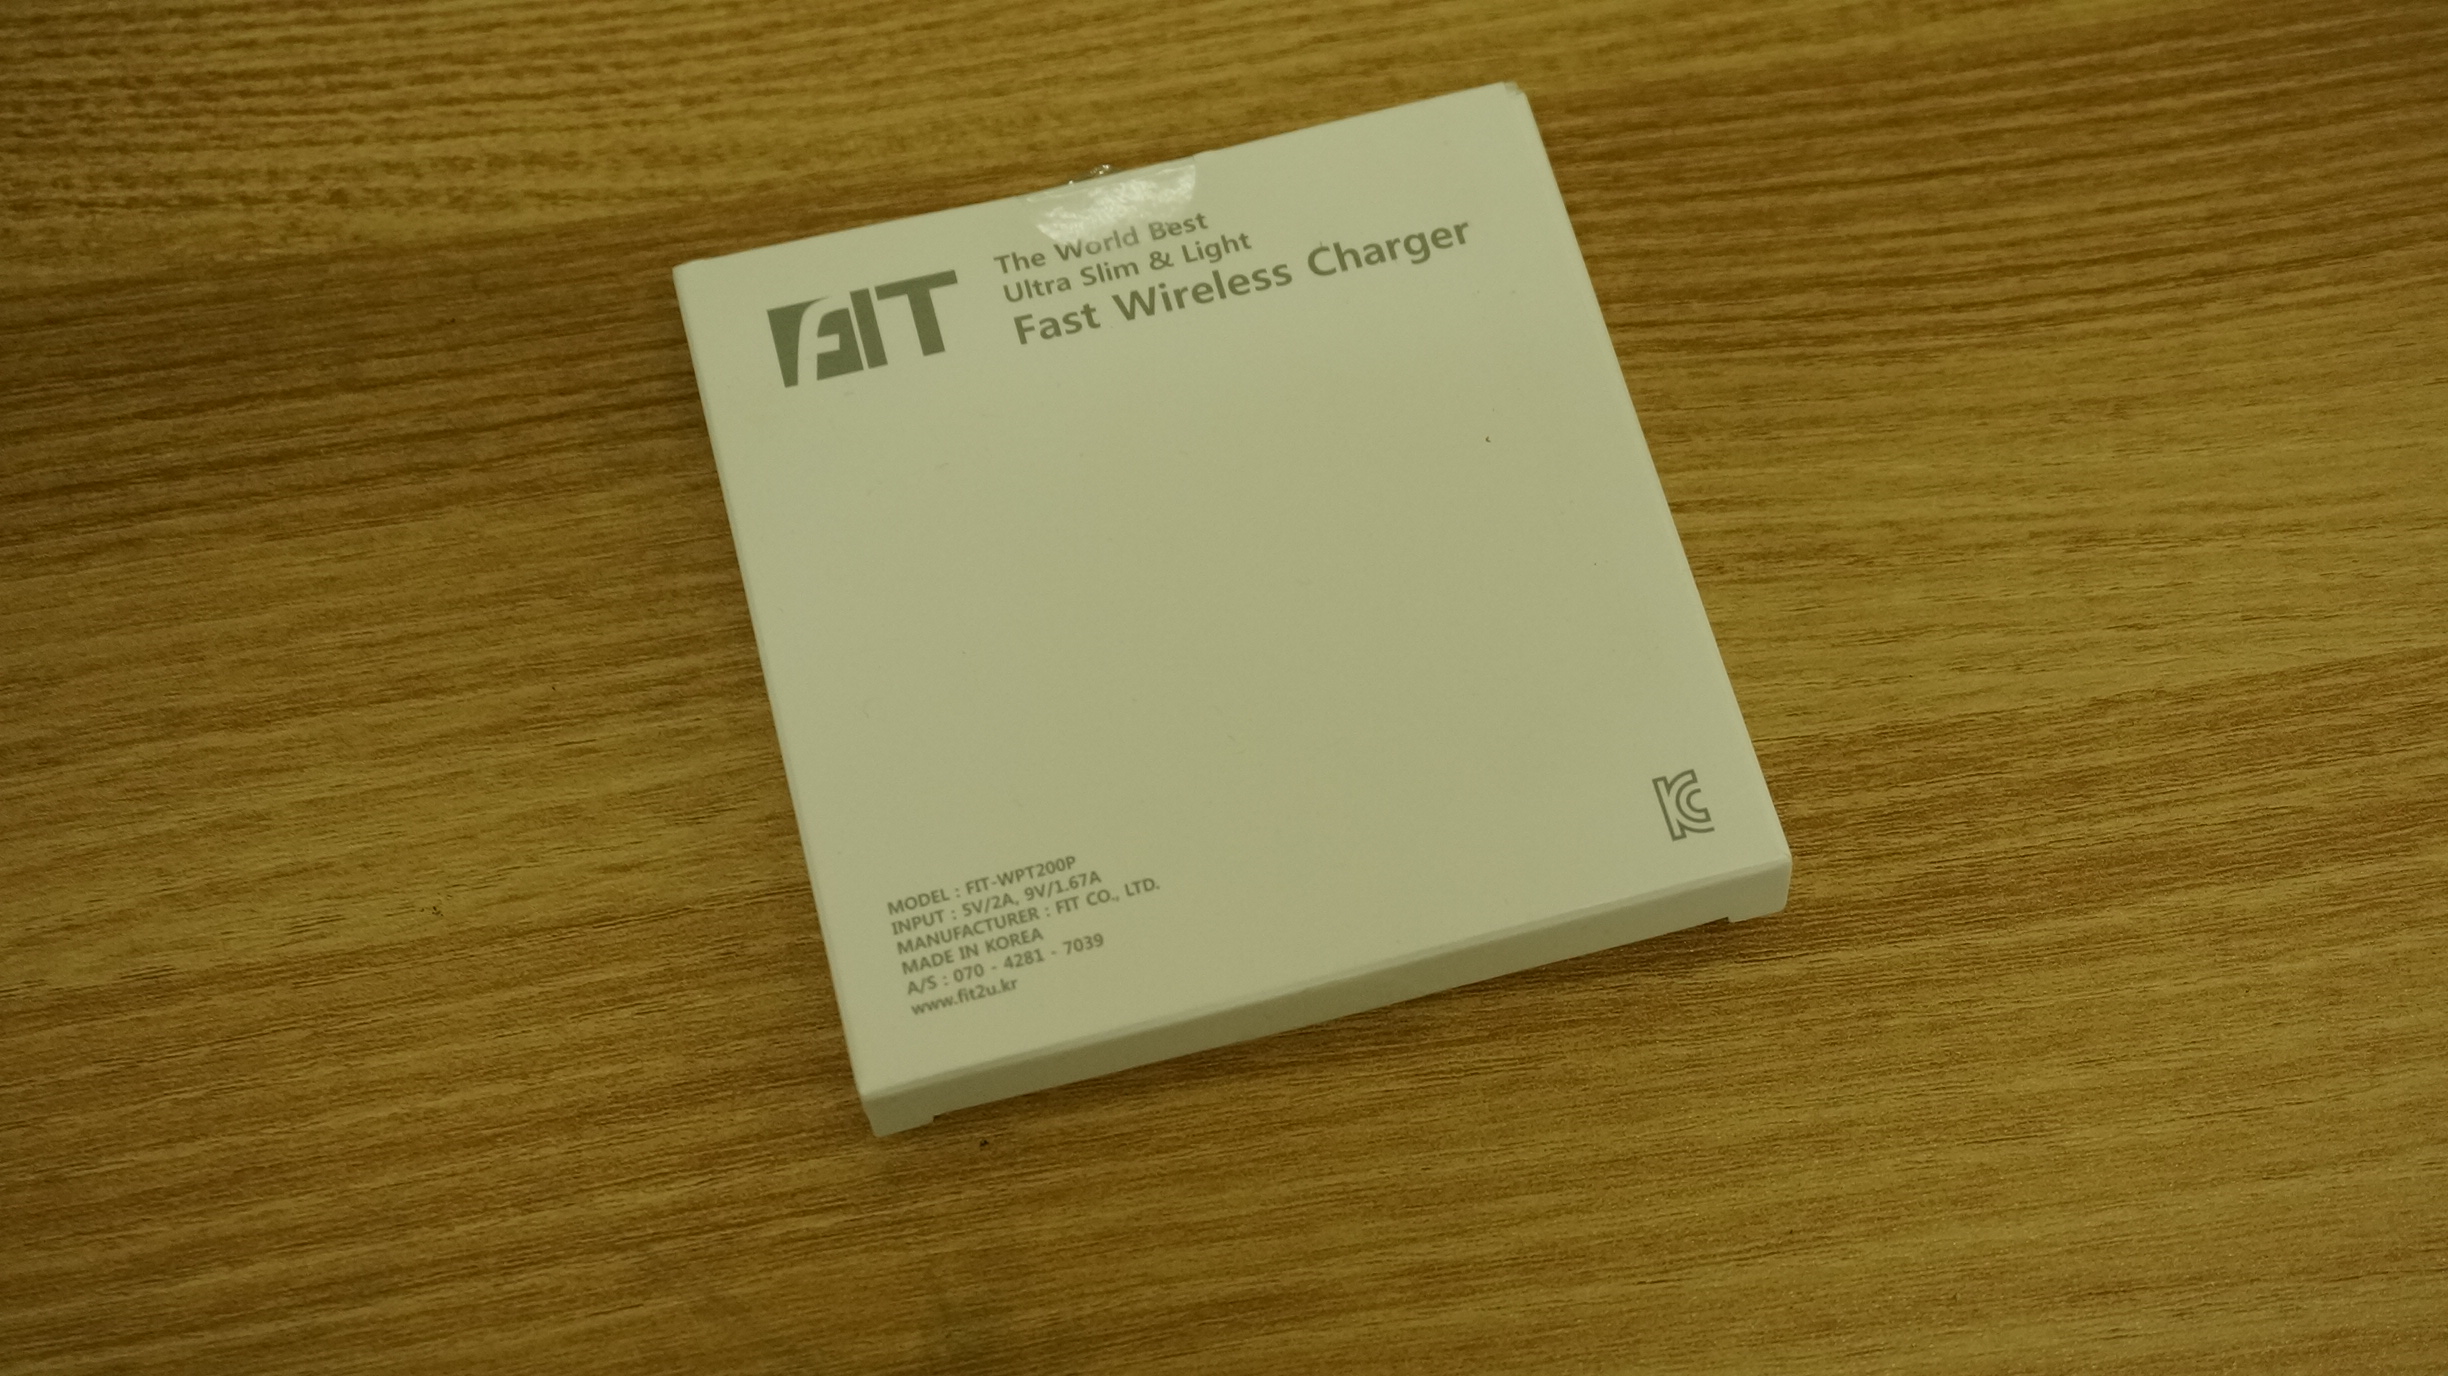 FIT
The World Best
Ultra Slim & Light
Fast Wireless Charger
MODEL : FIT-WPT200P
INPUT : 5V/2A, 9V/1.67A
MANUFACTURER : FIT CO., LTD.
MADE IN KOREA
A/S : 070 - 4281 - 7039
www.fit2u.kr
KC